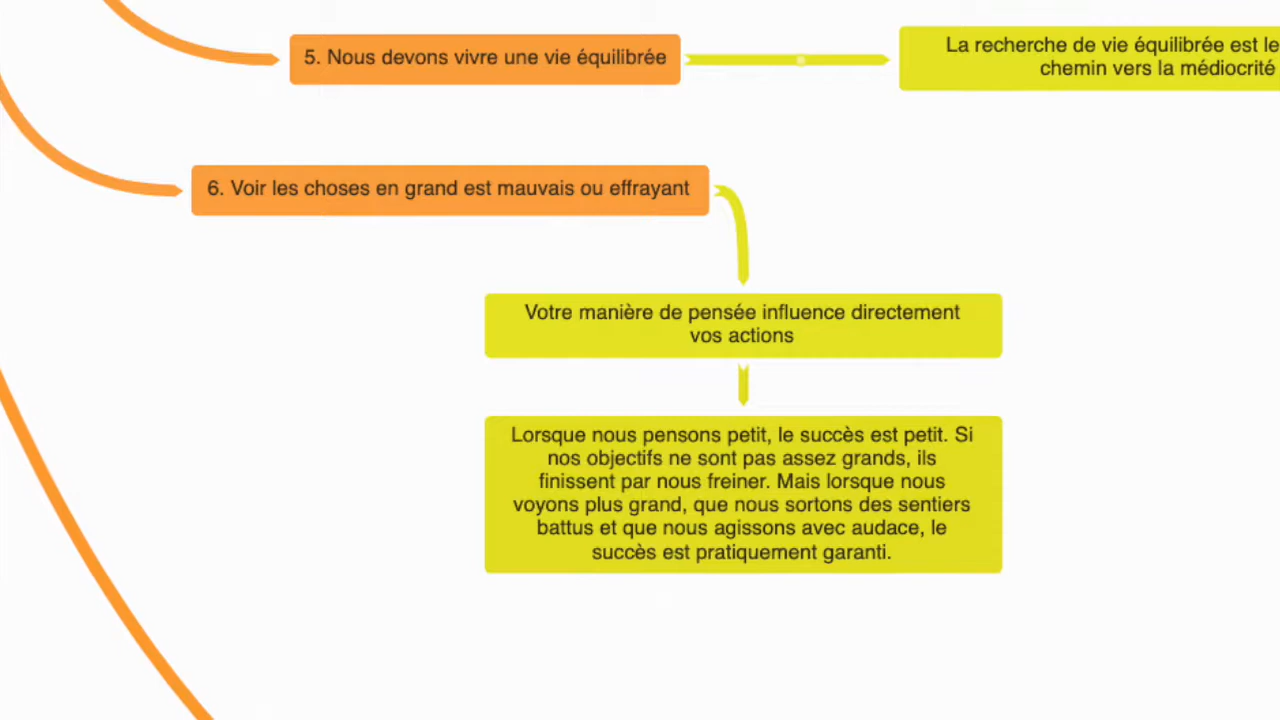 5. Nous devons vivre une vie équilibrée
La recherche de vie équilibrée est le
chemin vers la médiocrité
6. Voir les choses en grand est mauvais ou effrayant
Votre manière de pensée influence directement
vos actions
Lorsque nous pensons petit, le succès est petit. Si
nos objectifs ne sont pas assez grands, ils
finissent par nous freiner. Mais lorsque nous
voyons plus grand, que nous sortons des sentiers
battus et que nous agissons avec audace, le
succès est pratiquement garanti.